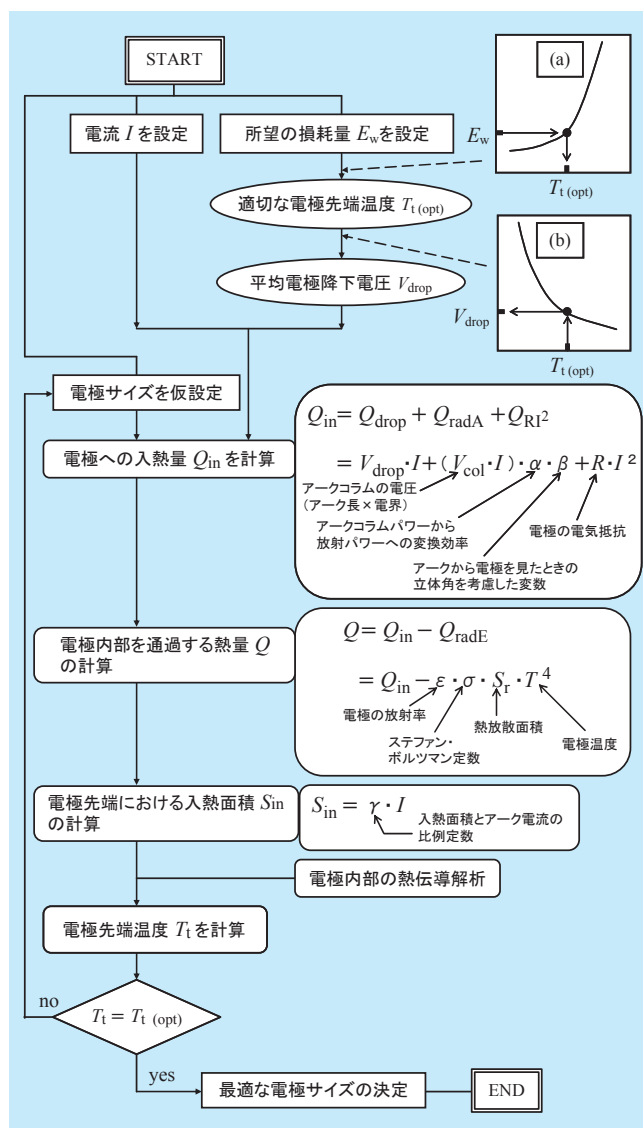 START
電流 I を設定
所望の損耗量 Ewを設定
(a)
Ew
Tt (opt)
適切な電極先端温度 Tt (opt)
(b)
平均電極降下電圧 Vdrop
Vdrop
Tt (opt)
電極サイズを仮設定
電極への入熱量 Qin を計算
Qin= Qdrop + QradA +QRI²
= Vdrop・I+(Vcol・I)・α・β+R・I²
アークコラムの電圧
（アーク長×電界）
電極の電気抵抗
アークコラムパワーから
放射パワーへの変換効率
アークから電極を見たときの
立体角を考慮した変数
電極内部を通過する熱量 Q
の計算
Q= Qin − QradE
= Qin − ε・σ・Sr・T⁴
電極の放射率
熱放散面積
ステファン・
ボルツマン定数
電極温度
電極先端における入熱面積 Sin
の計算
Sin = γ・I
入熱面積とアーク電流の
比例定数
電極内部の熱伝導解析
電極先端温度 Tt を計算
no
Tt = Tt (opt)
yes
最適な電極サイズの決定
END